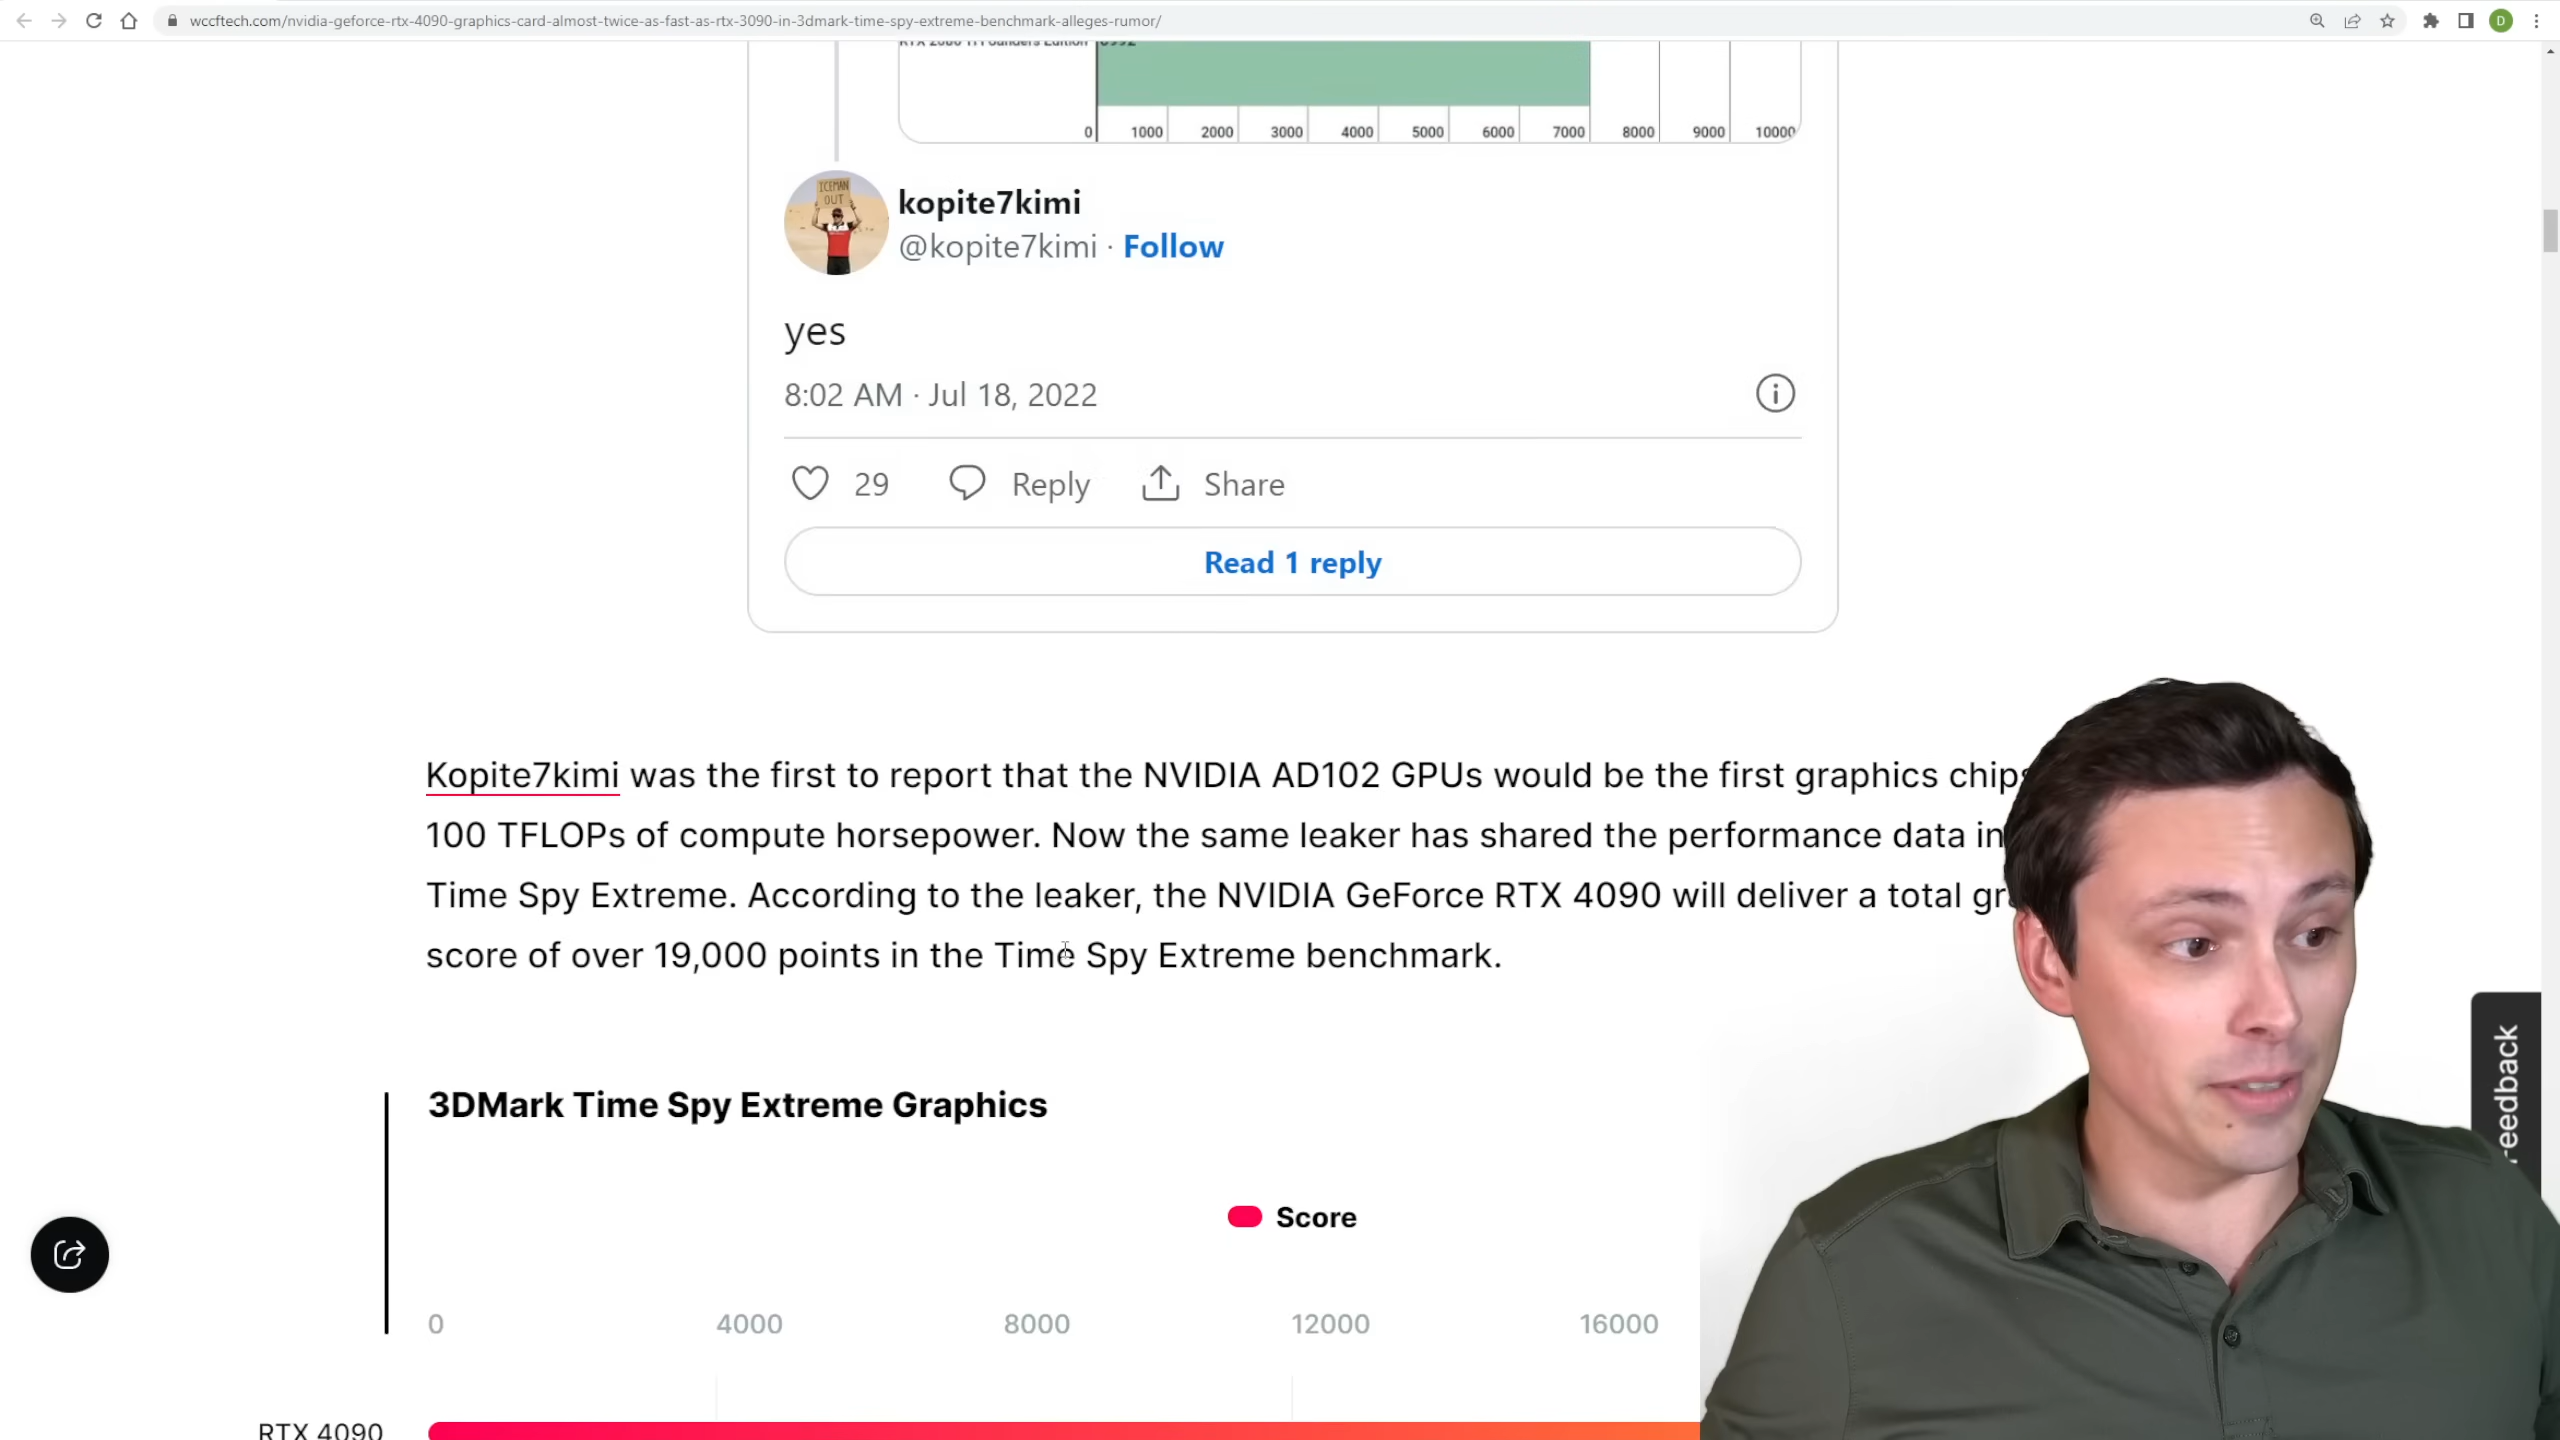 wccftech.com/nvidia-geforce-rtx-4090-graphics-card-almost-twice-as-fast-as-rtx-3090-in-3dmark-time-spy-extreme-benchmark-alleges-rumor/
D
0 1000 2000 3000 4000 5000 6000 7000 8000 9000 10000
ICEMAN
OUT
kopite7kimi
@kopite7kimi · Follow
yes
8:02 AM · Jul 18, 2022
29 Reply Share
Read 1 reply
Kopite7kimi was the first to report that the NVIDIA AD102 GPUs would be the first graphics chips
100 TFLOPs of compute horsepower. Now the same leaker has shared the performance data in
Time Spy Extreme. According to the leaker, the NVIDIA GeForce RTX 4090 will deliver a total
score of over 19,000 points in the Time Spy Extreme benchmark.
3DMark Time Spy Extreme Graphics
Score
0 4000 8000 12000 16000
RTX 4090